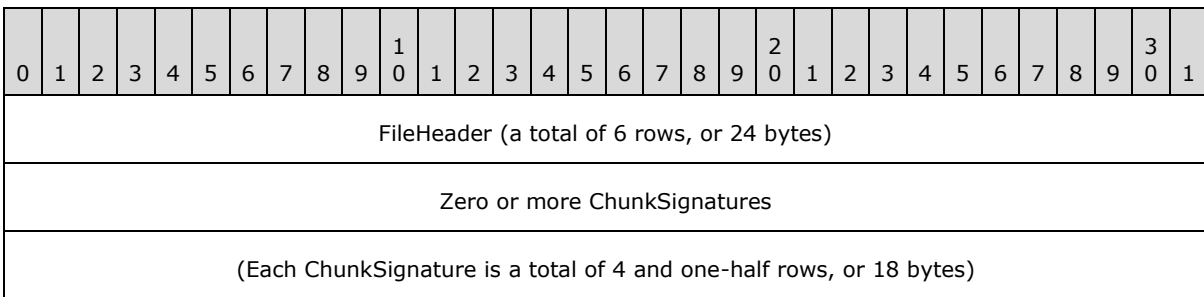 0 1 2 3 4 5 6 7 8 9 1 0 1 2 3 4 5 6 7 8 9 2 0 1 2 3 4 5 6 7 8 9 3 0 1
FileHeader (a total of 6 rows, or 24 bytes)
Zero or more ChunkSignatures
(Each ChunkSignature is a total of 4 and one-half rows, or 18 bytes)